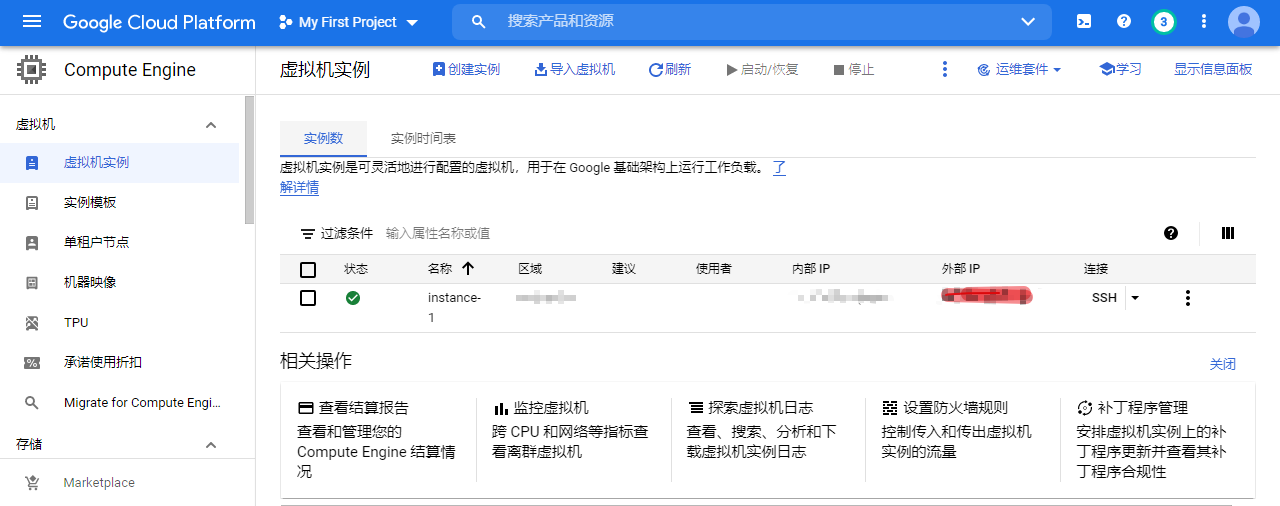 Google Cloud Platform
My First Project
搜索产品和资源
3
Compute Engine
虚拟机实例
创建实例
导入虚拟机
刷新
启动/恢复
停止
运维套件
学习
显示信息面板
虚拟机
虚拟机实例
实例模板
单租户节点
机器映像
TPU
承诺使用折扣
Migrate for Compute Engi...
存储
Marketplace
实例数
实例时间表
虚拟机实例是可灵活地进行配置的虚拟机，用于在 Google 基础架构上运行工作负载。 了
解详情
过滤条件
输入属性名称或值
状态
名称
区域
建议
使用者
内部 IP
外部 IP
连接
instance-
1
SSH
相关操作
关闭
查看结算报告
查看和管理您的
Compute Engine 结算情
况
监控虚拟机
跨 CPU 和网络等指标查
看离群虚拟机
探索虚拟机日志
查看、搜索、分析和下
载虚拟机实例日志
设置防火墙规则
控制传入和传出虚拟机
实例的流量
补丁程序管理
安排虚拟机实例上的补
丁程序更新并查看其补
丁程序合规性